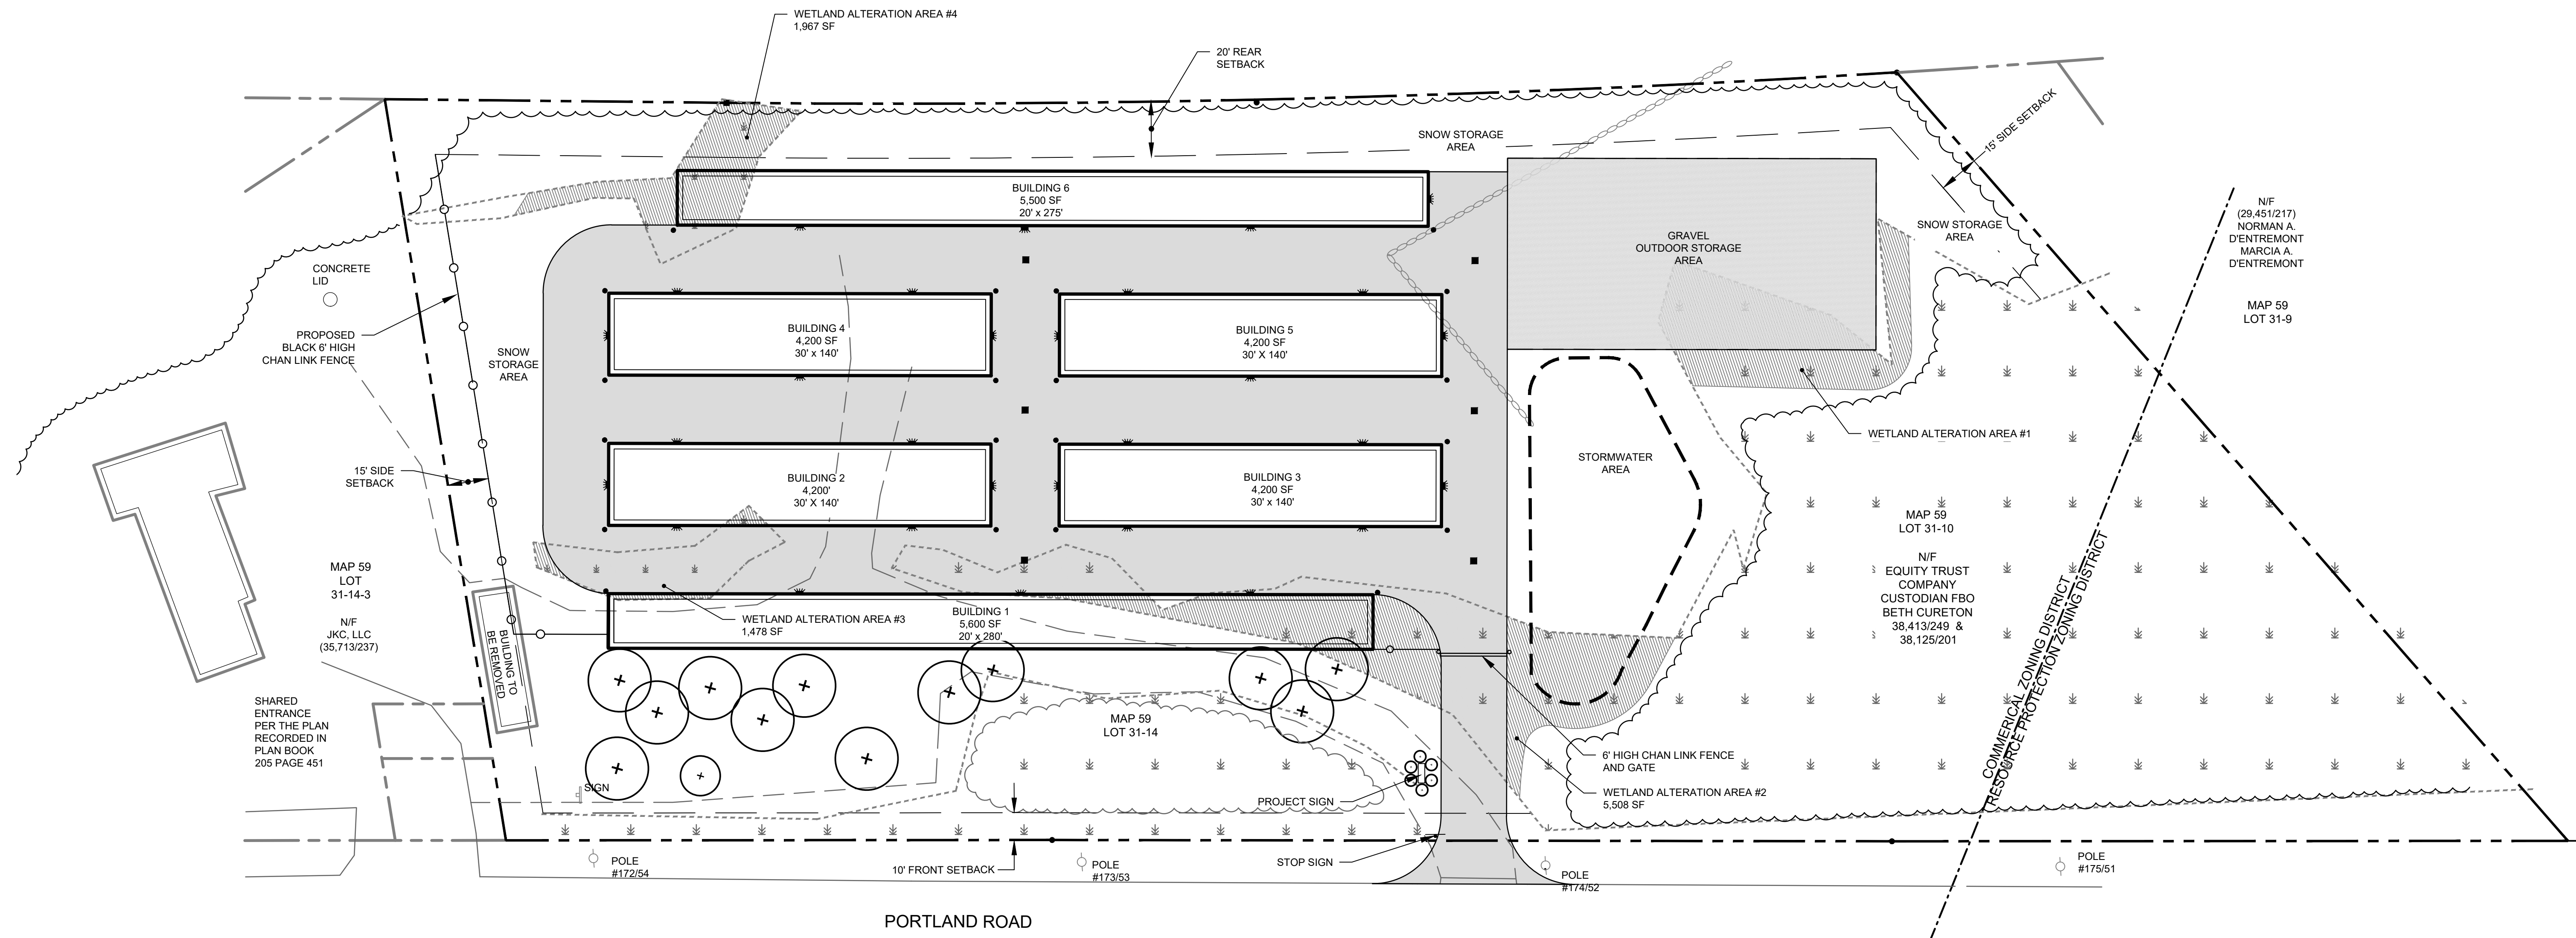 WETLAND ALTERATION AREA #4
1,967 SF
20' REAR
SETBACK
SNOW STORAGE
AREA
15' SIDE SETBACK
BUILDING 6
5,500 SF
20' x 275'
N/F
(29,451/217)
NORMAN A.
D'ENTREMONT
MARCIA A.
D'ENTREMONT
MAP 59
LOT 31-9
SNOW STORAGE
AREA
GRAVEL
OUTDOOR STORAGE
AREA
CONCRETE
LID
PROPOSED
BLACK 6' HIGH
CHAN LINK FENCE
SNOW
STORAGE
AREA
BUILDING 4
4,200 SF
30' x 140'
BUILDING 5
4,200 SF
30' X 140'
WETLAND ALTERATION AREA #1
15' SIDE
SETBACK
BUILDING 2
4,200'
30' X 140'
BUILDING 3
4,200 SF
30' x 140'
STORMWATER
AREA
MAP 59
LOT 31-10
N/F
EQUITY TRUST
COMPANY
CUSTODIAN FBO
BETH CURETON
38,413/249 &
38,125/201
COMMERICAL ZONING DISTRICT
RESOURCE PROTECTION ZONING DISTRICT
MAP 59
LOT
31-14-3
N/F
JKC, LLC
(35,713/237)
BUILDING TO
BE REMOVED
WETLAND ALTERATION AREA #3
1,478 SF
BUILDING 1
5,600 SF
20' x 280'
SHARED
ENTRANCE
PER THE PLAN
RECORDED IN
PLAN BOOK
205 PAGE 451
MAP 59
LOT 31-14
SIGN
6' HIGH CHAN LINK FENCE
AND GATE
PROJECT SIGN
WETLAND ALTERATION AREA #2
5,508 SF
POLE
#172/54
10' FRONT SETBACK
POLE
#173/53
STOP SIGN
POLE
#174/52
POLE
#175/51
PORTLAND ROAD